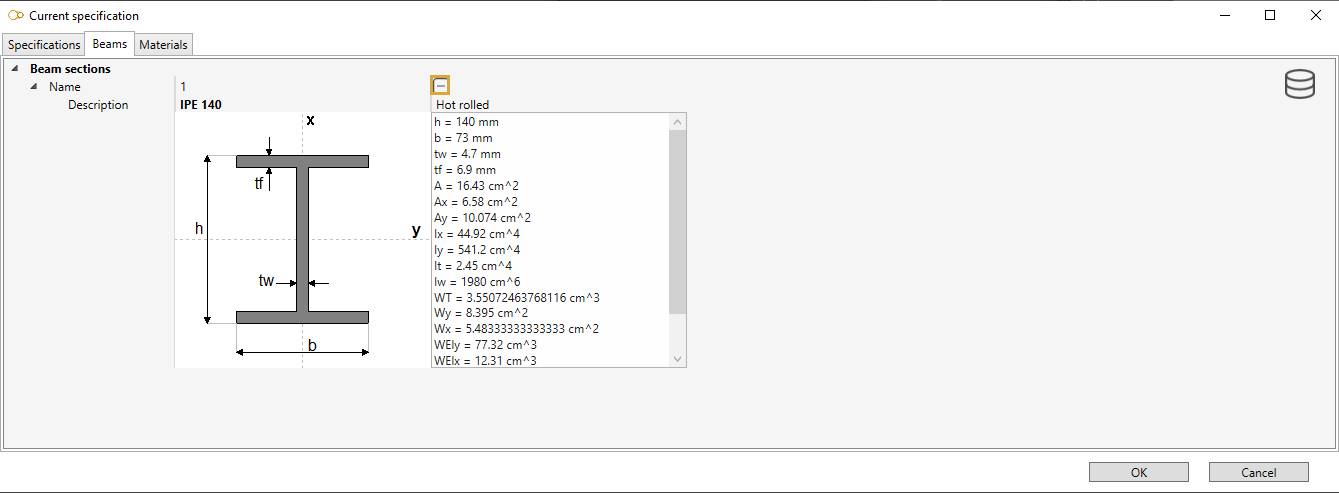 Current specification
Specifications Beams Materials
Beam sections
Name 1
Description IPE 140 Hot rolled
x
tf
h
y
tw
b
h = 140 mm
b = 73 mm
tw = 4.7 mm
tf = 6.9 mm
A = 16.43 cm^2
Ax = 6.58 cm^2
Ay = 10.074 cm^2
Ix = 44.92 cm^4
Iy = 541.2 cm^4
It = 2.45 cm^4
Iw = 1980 cm^6
WT = 3.55072463768116 cm^3
Wy = 8.395 cm^2
Wx = 5.48333333333333 cm^2
WEly = 77.32 cm^3
WElx = 12.31 cm^3
OK Cancel